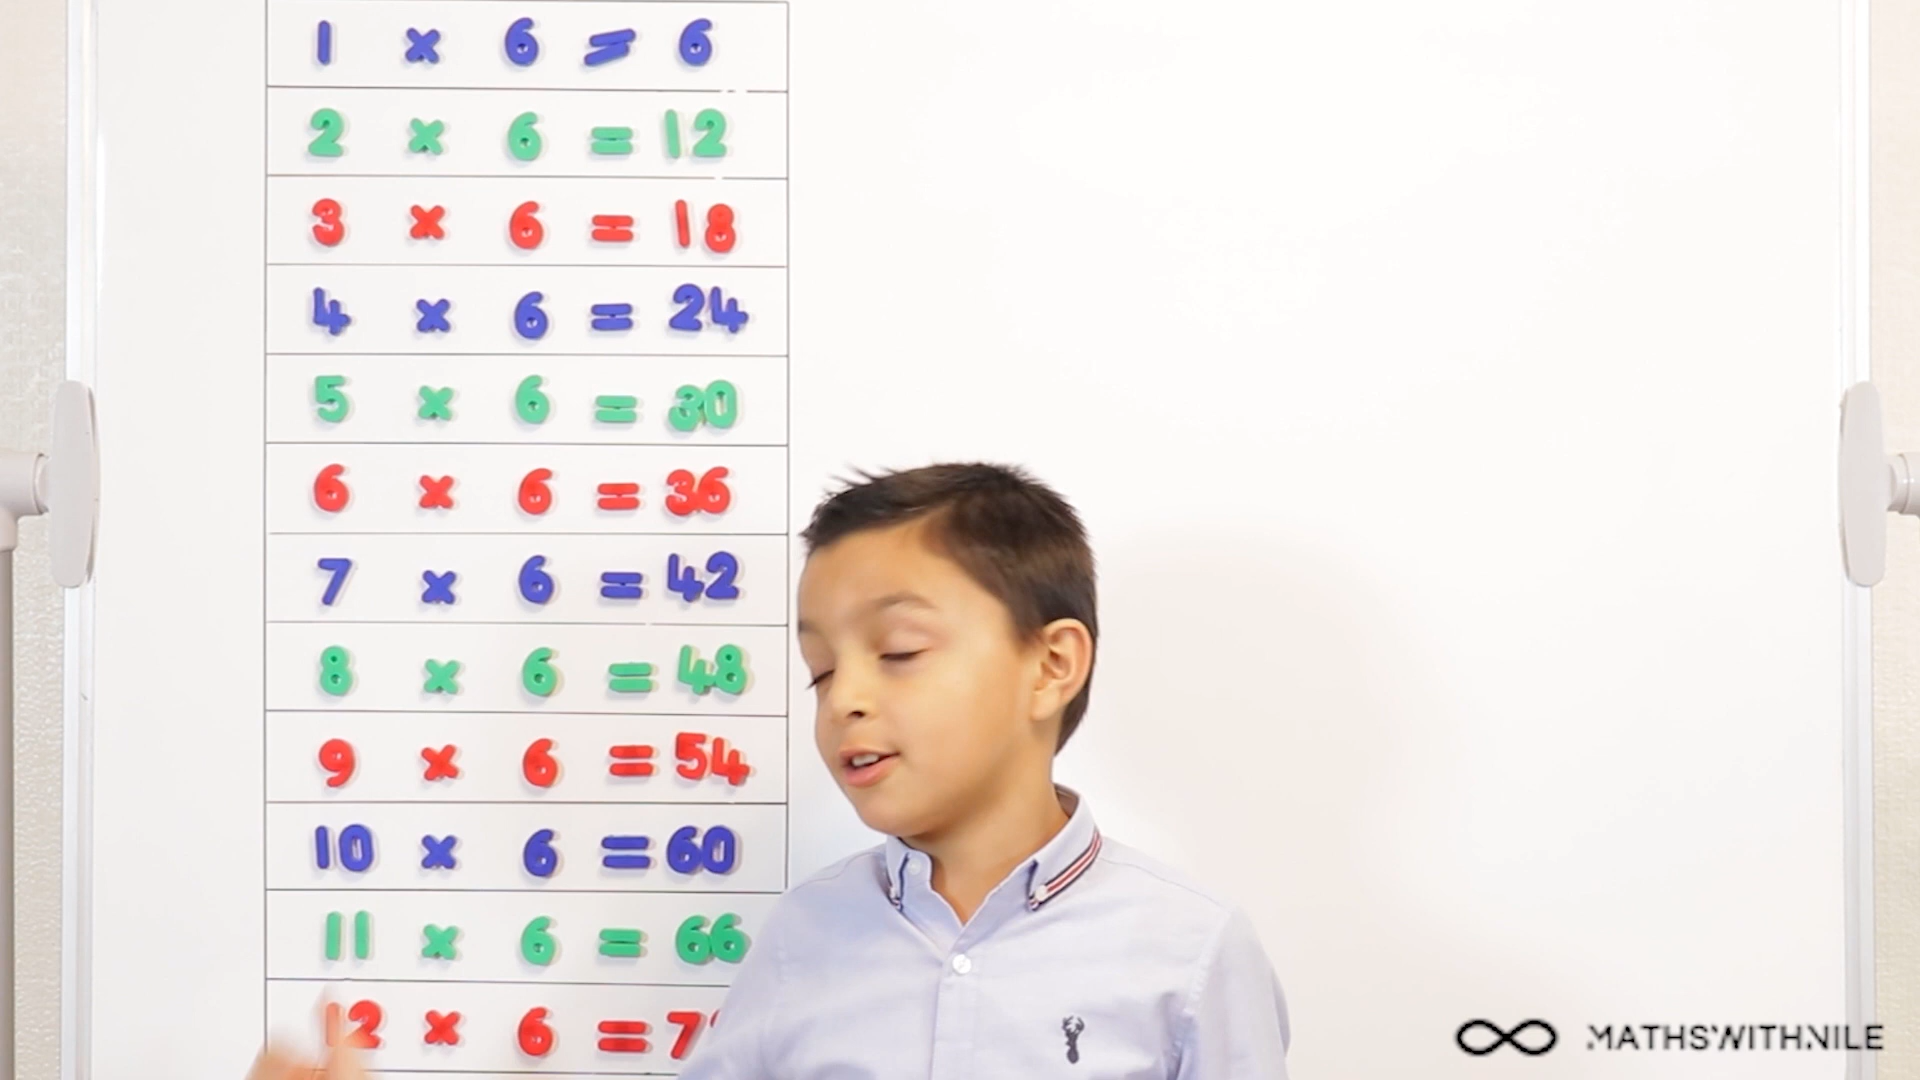 1 × 6 = 6
2 × 6 = 12
3 × 6 = 18
4 × 6 = 24
5 × 6 = 30
6 × 6 = 36
7 × 6 = 42
8 × 6 = 48
9 × 6 = 54
10 × 6 = 60
11 × 6 = 66
12 × 6 = 7
MATHSWITHNILE